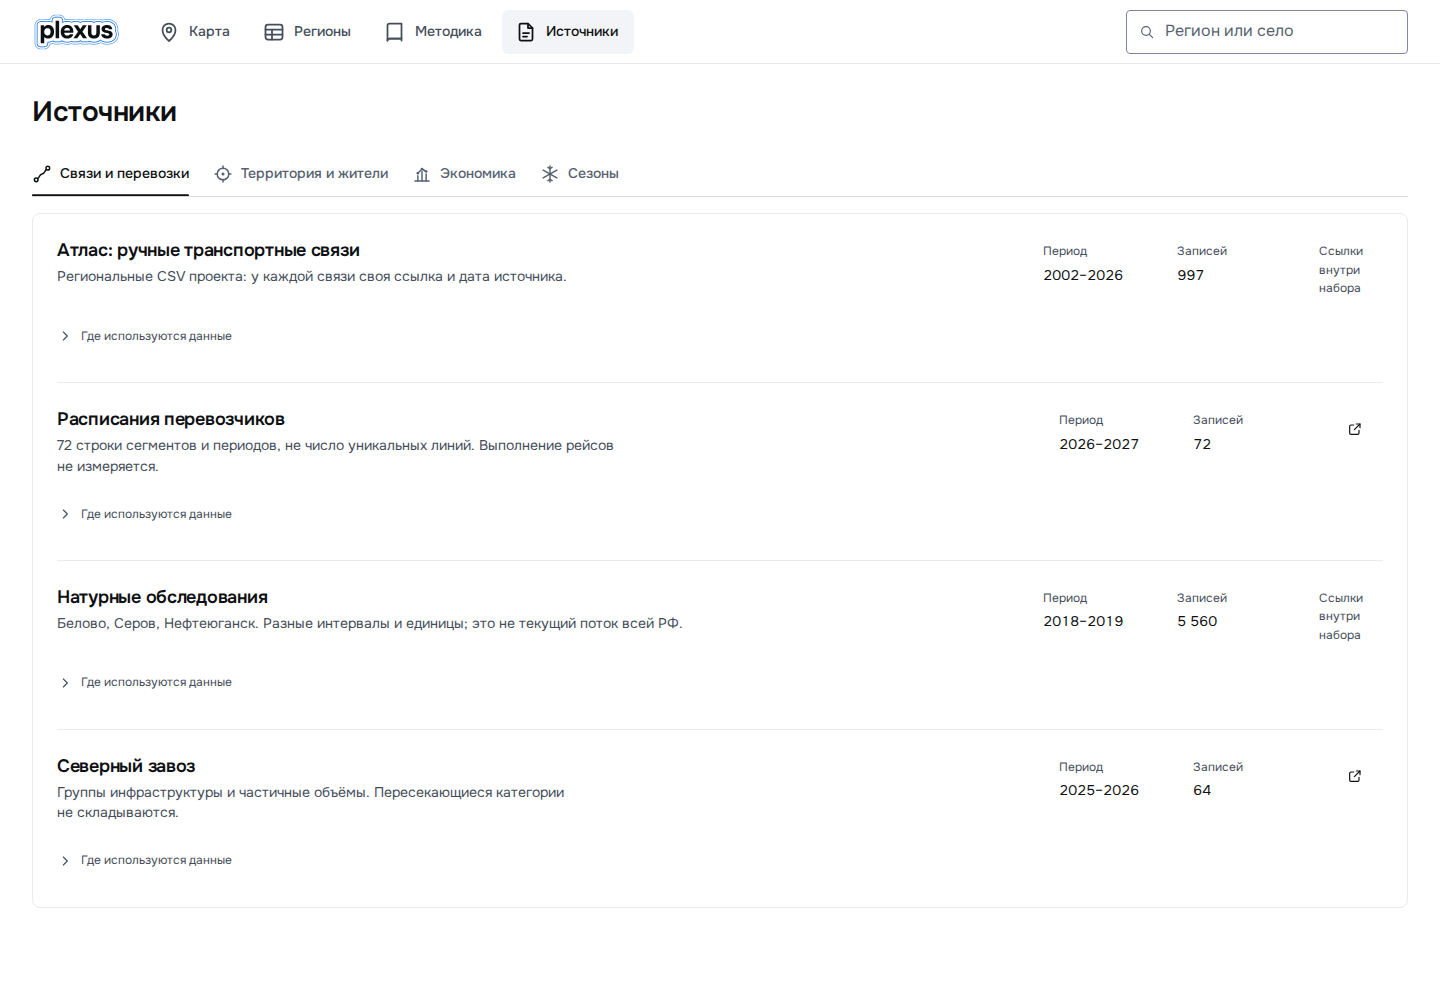 plexus
Карта
Регионы
Методика
Источники
Регион или село
Источники
Связи и перевозки
Территория и жители
Экономика
Сезоны
Атлас: ручные транспортные связи
Региональные CSV проекта: у каждой связи своя ссылка и дата источника.
Период
2002–2026
Записей
997
Ссылки
внутри
набора
Где используются данные
Расписания перевозчиков
72 строки сегментов и периодов, не число уникальных линий. Выполнение рейсов
не измеряется.
Период
2026–2027
Записей
72
Где используются данные
Натурные обследования
Белово, Серов, Нефтеюганск. Разные интервалы и единицы; это не текущий поток всей РФ.
Период
2018–2019
Записей
5 560
Ссылки
внутри
набора
Где используются данные
Северный завоз
Группы инфраструктуры и частичные объёмы. Пересекающиеся категории
не складываются.
Период
2025–2026
Записей
64
Где используются данные